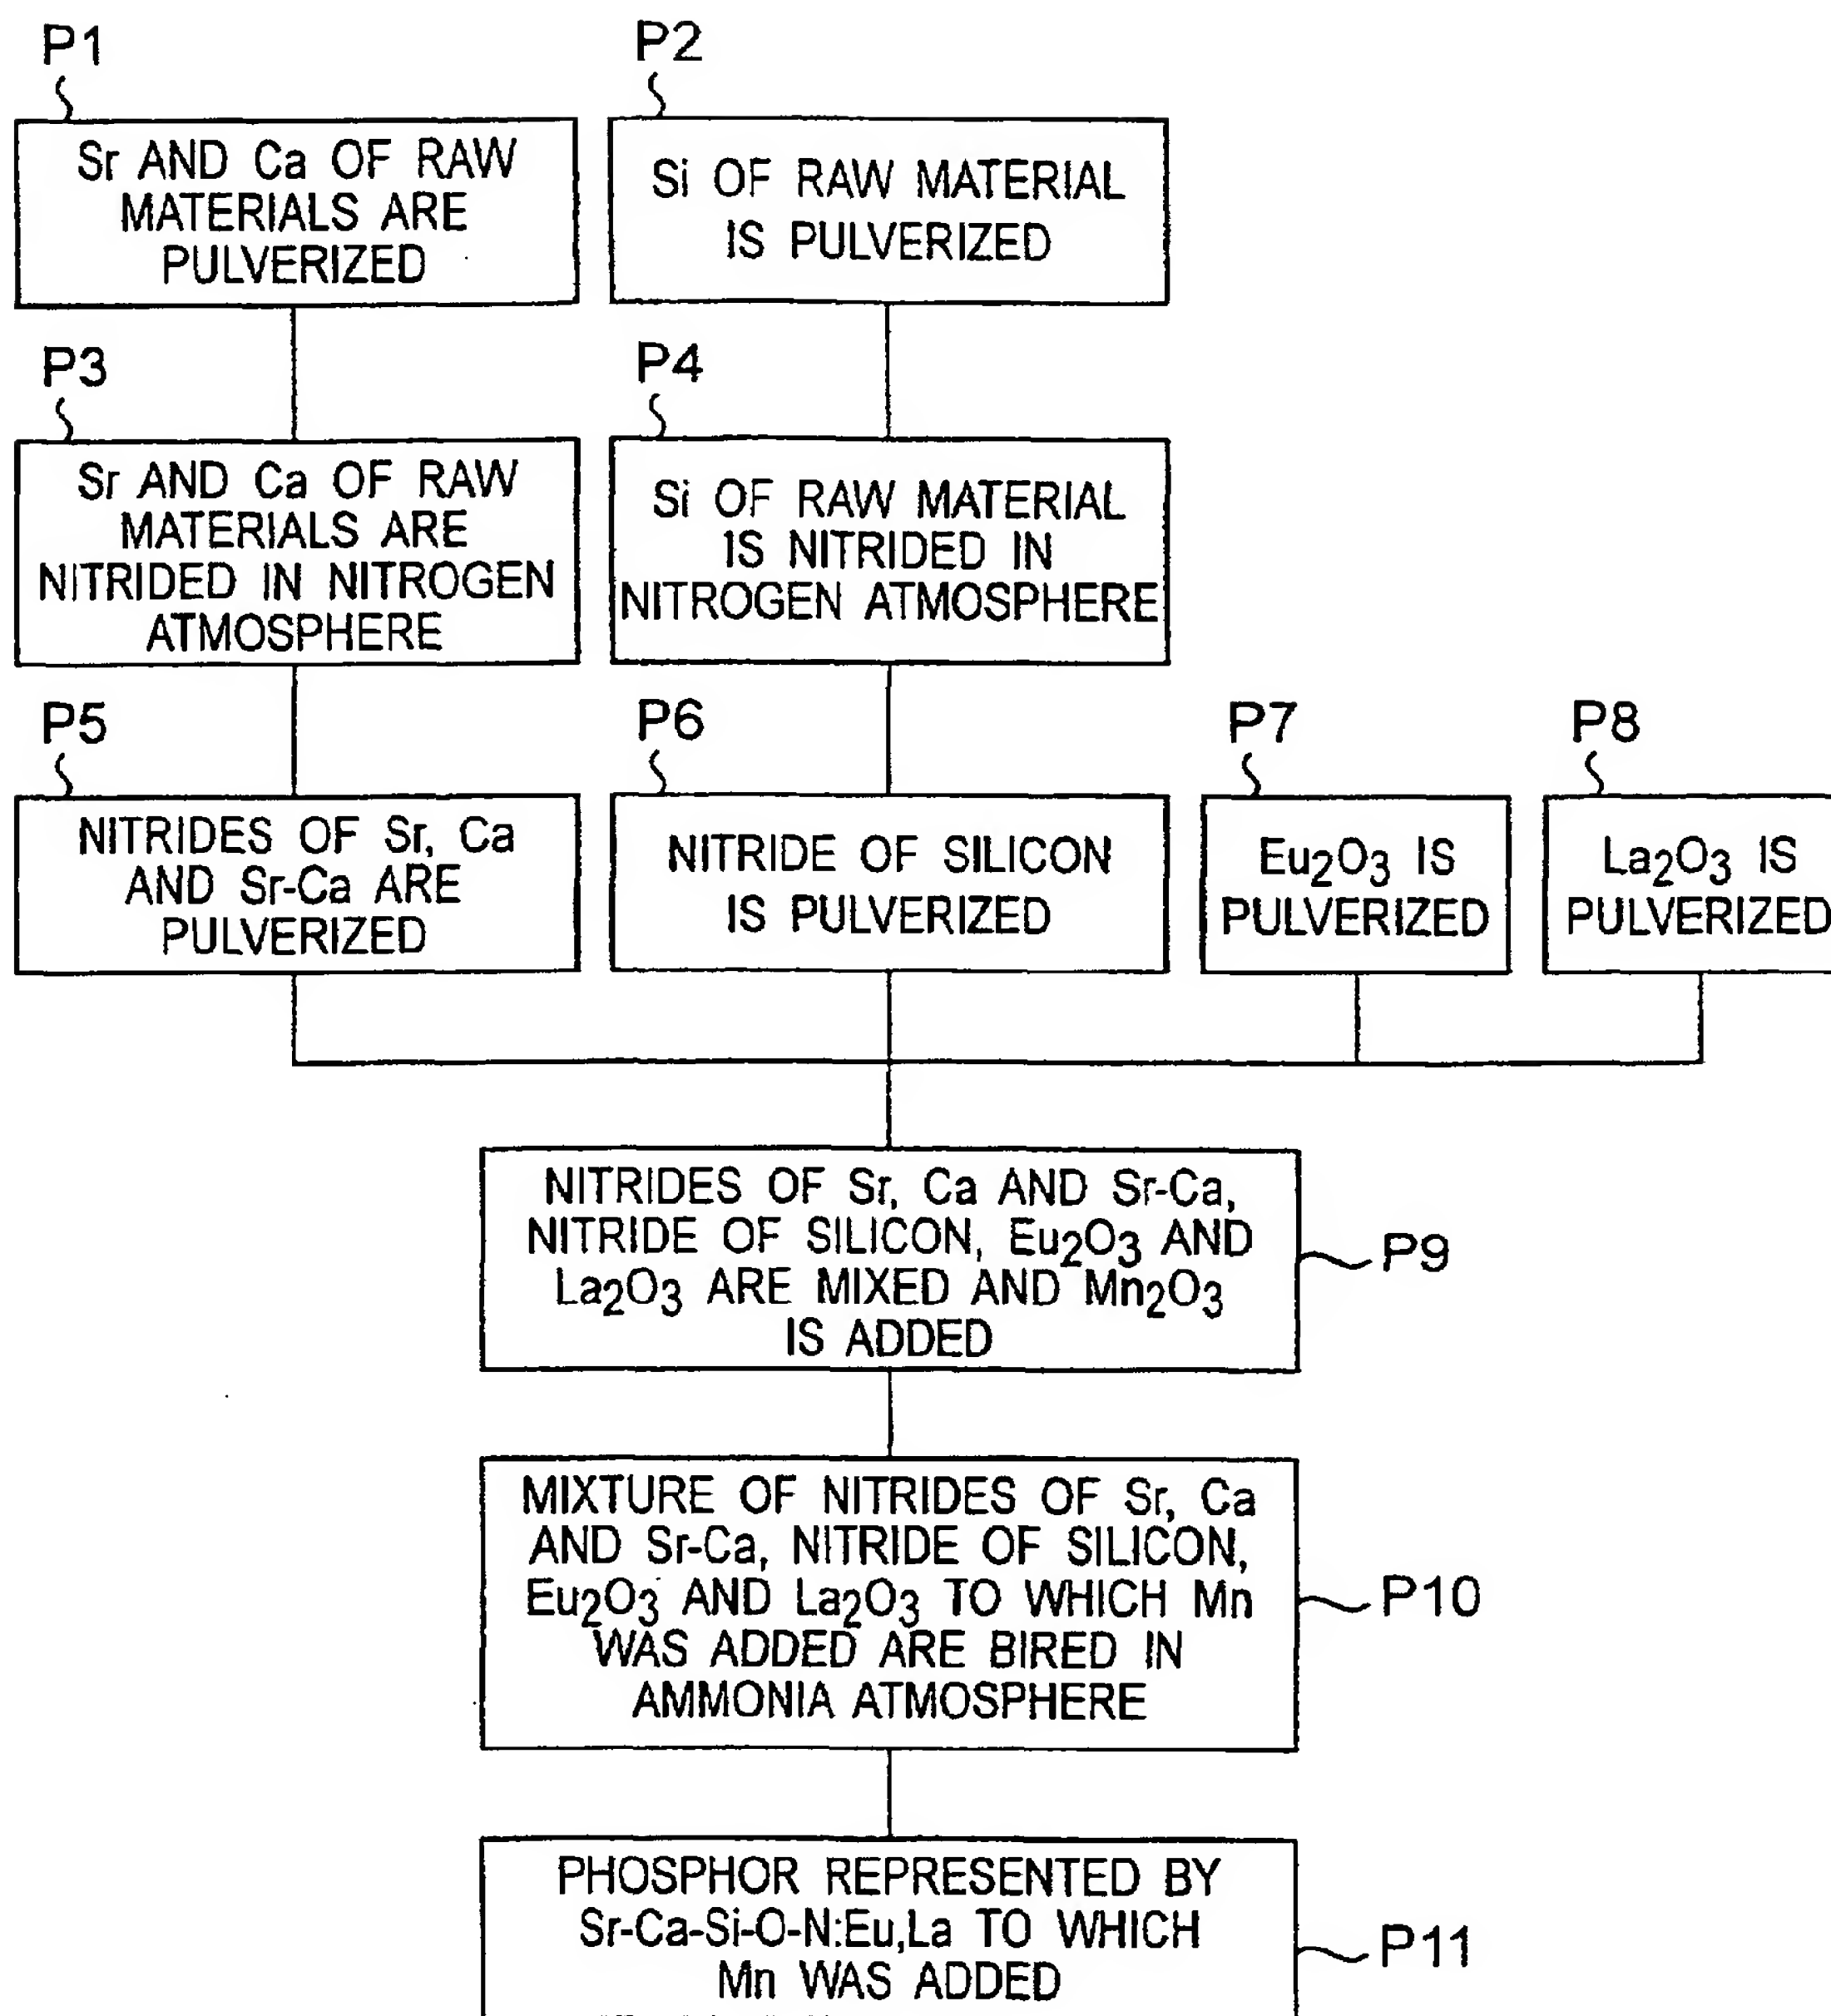 P1
Sr AND Ca OF RAW
MATERIALS ARE
PULVERIZED
P2
Si OF RAW MATERIAL
IS PULVERIZED
P3
Sr AND Ca OF RAW
MATERIALS ARE
NITRIDED IN NITROGEN
ATMOSPHERE
P4
Si OF RAW MATERIAL
IS NITRIDED IN
NITROGEN ATMOSPHERE
P5
NITRIDES OF Sr, Ca
AND Sr-Ca ARE
PULVERIZED
P6
NITRIDE OF SILICON
IS PULVERIZED
P7
Eu2O3 IS
PULVERIZED
P8
La2O3 IS
PULVERIZED
NITRIDES OF Sr, Ca AND Sr-Ca,
NITRIDE OF SILICON, Eu2O3 AND
La2O3 ARE MIXED AND Mn2O3
IS ADDED
P9
MIXTURE OF NITRIDES OF Sr, Ca
AND Sr-Ca, NITRIDE OF SILICON,
Eu2O3 AND La2O3 TO WHICH Mn
WAS ADDED ARE BIRED IN
AMMONIA ATMOSPHERE
P10
PHOSPHOR REPRESENTED BY
Sr-Ca-Si-O-N:Eu,La TO WHICH
Mn WAS ADDED
P11